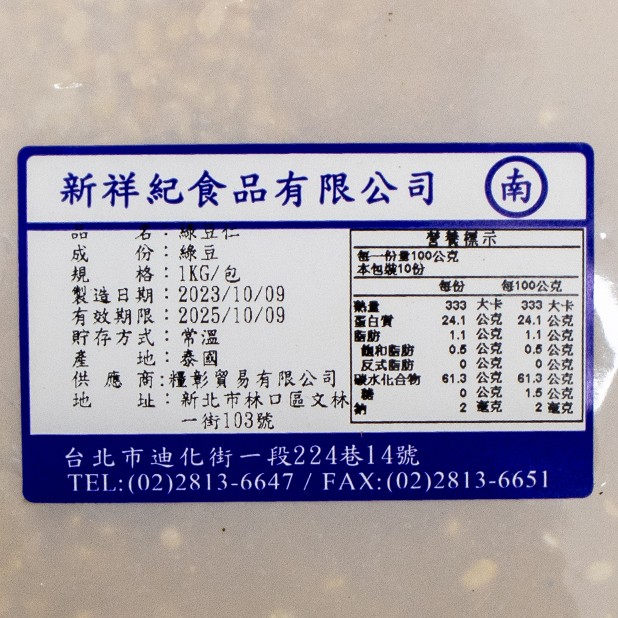 新祥紀食品有限公司 南
品 名：綠豆仁
成 份：綠豆
規 格：1KG/包
製造日期：2023/10/09
有效期限：2025/10/09
貯存方式：常溫
產 地：泰國
供 應 商：糧彰貿易有限公司
地 址：新北市林口區文林
一街103號
營養標示
每一份量100公克
本包裝10份
每份 每100公克
熱量 333 大卡 333 大卡
蛋白質 24.1 公克 24.1 公克
脂肪 1.1 公克 1.1 公克
飽和脂肪 0.5 公克 0.5 公克
反式脂肪 0 公克 0 公克
碳水化合物 61.3 公克 61.3 公克
糖 0 公克 1.5 公克
鈉 2 毫克 2 毫克
台北市迪化街一段224巷14號
TEL:(02)2813-6647 / FAX:(02)2813-6651